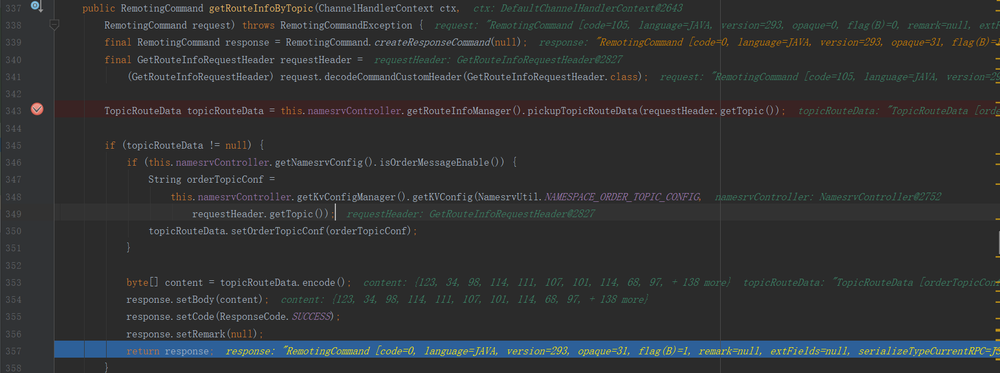 337 public RemotingCommand getRouteInfoByTopic(ChannelHandlerContext ctx, ctx: DefaultChannelHandlerContext@2643
338 RemotingCommand request) throws RemotingCommandException { request: "RemotingCommand [code=105, language=JAVA, version=293, opaque=0, flag(B)=0, remark=null, extF
339 final RemotingCommand response = RemotingCommand.createResponseCommand(null); response: "RemotingCommand [code=0, language=JAVA, version=293, opaque=31, flag(B)=1
340 final GetRouteInfoRequestHeader requestHeader = requestHeader: GetRouteInfoRequestHeader@2827
341 (GetRouteInfoRequestHeader) request.decodeCommandCustomHeader(GetRouteInfoRequestHeader.class); request: "RemotingCommand [code=105, language=JAVA, version=29
342
343 TopicRouteData topicRouteData = this.namesrvController.getRouteInfoManager().pickupTopicRouteData(requestHeader.getTopic()); topicRouteData: "TopicRouteData [orde
344
345 if (topicRouteData != null) {
346 if (this.namesrvController.getNamesrvConfig().isOrderMessageEnable()) {
347 String orderTopicConf =
348 this.namesrvController.getKvConfigManager().getKVConfig(NamesrvUtil.NAMESPACE_ORDER_TOPIC_CONFIG, namesrvController: NamesrvController@2752
349 requestHeader.getTopic()); requestHeader: GetRouteInfoRequestHeader@2827
350 topicRouteData.setOrderTopicConf(orderTopicConf);
351 }
352
353 byte[] content = topicRouteData.encode(); content: {123, 34, 98, 114, 111, 107, 101, 114, 68, 97, + 138 more} topicRouteData: "TopicRouteData [orderTopicConf
354 response.setBody(content); content: {123, 34, 98, 114, 111, 107, 101, 114, 68, 97, + 138 more}
355 response.setCode(ResponseCode.SUCCESS);
356 response.setRemark(null);
357 return response; response: "RemotingCommand [code=0, language=JAVA, version=293, opaque=31, flag(B)=1, remark=null, extFields=null, serializeTypeCurrentRPC=JS
358 }